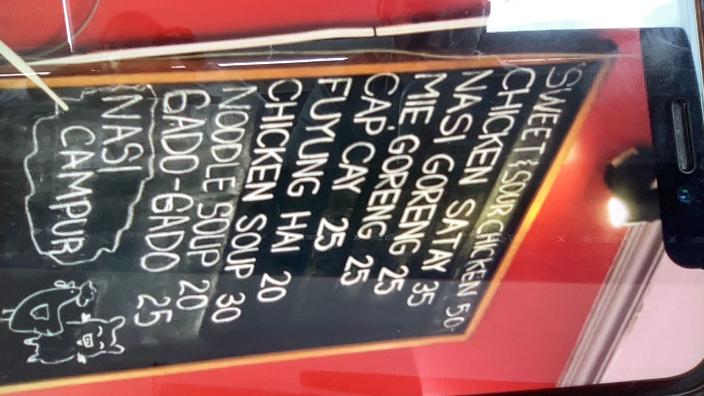 SWEET & SOUR CHICKEN 50
CHICKEN SATAY 35
NASI GORENG 25
MIE GORENG 25
CAP. CAY 25
FUYUNG HAI 20
CHICKEN SOUP 30
NOODLE SOUP 20
GADO-GADO 25
NASI
CAMPUR